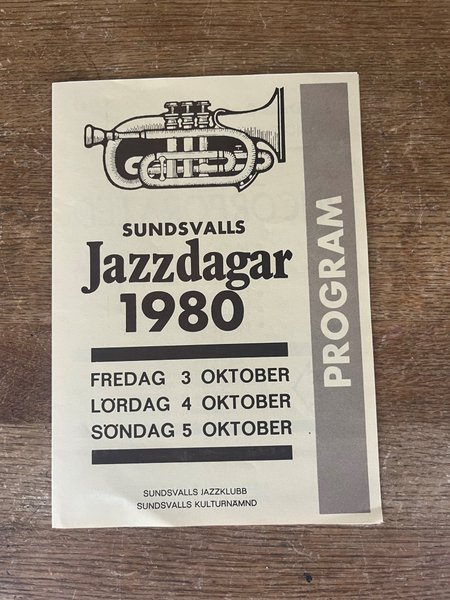 SUNDSVALLS
Jazzdagar
1980
FREDAG 3 OKTOBER
LÖRDAG 4 OKTOBER
SÖNDAG 5 OKTOBER
SUNDSVALLS JAZZKLUBB
SUNDSVALLS KULTURNÄMND
PROGRAM